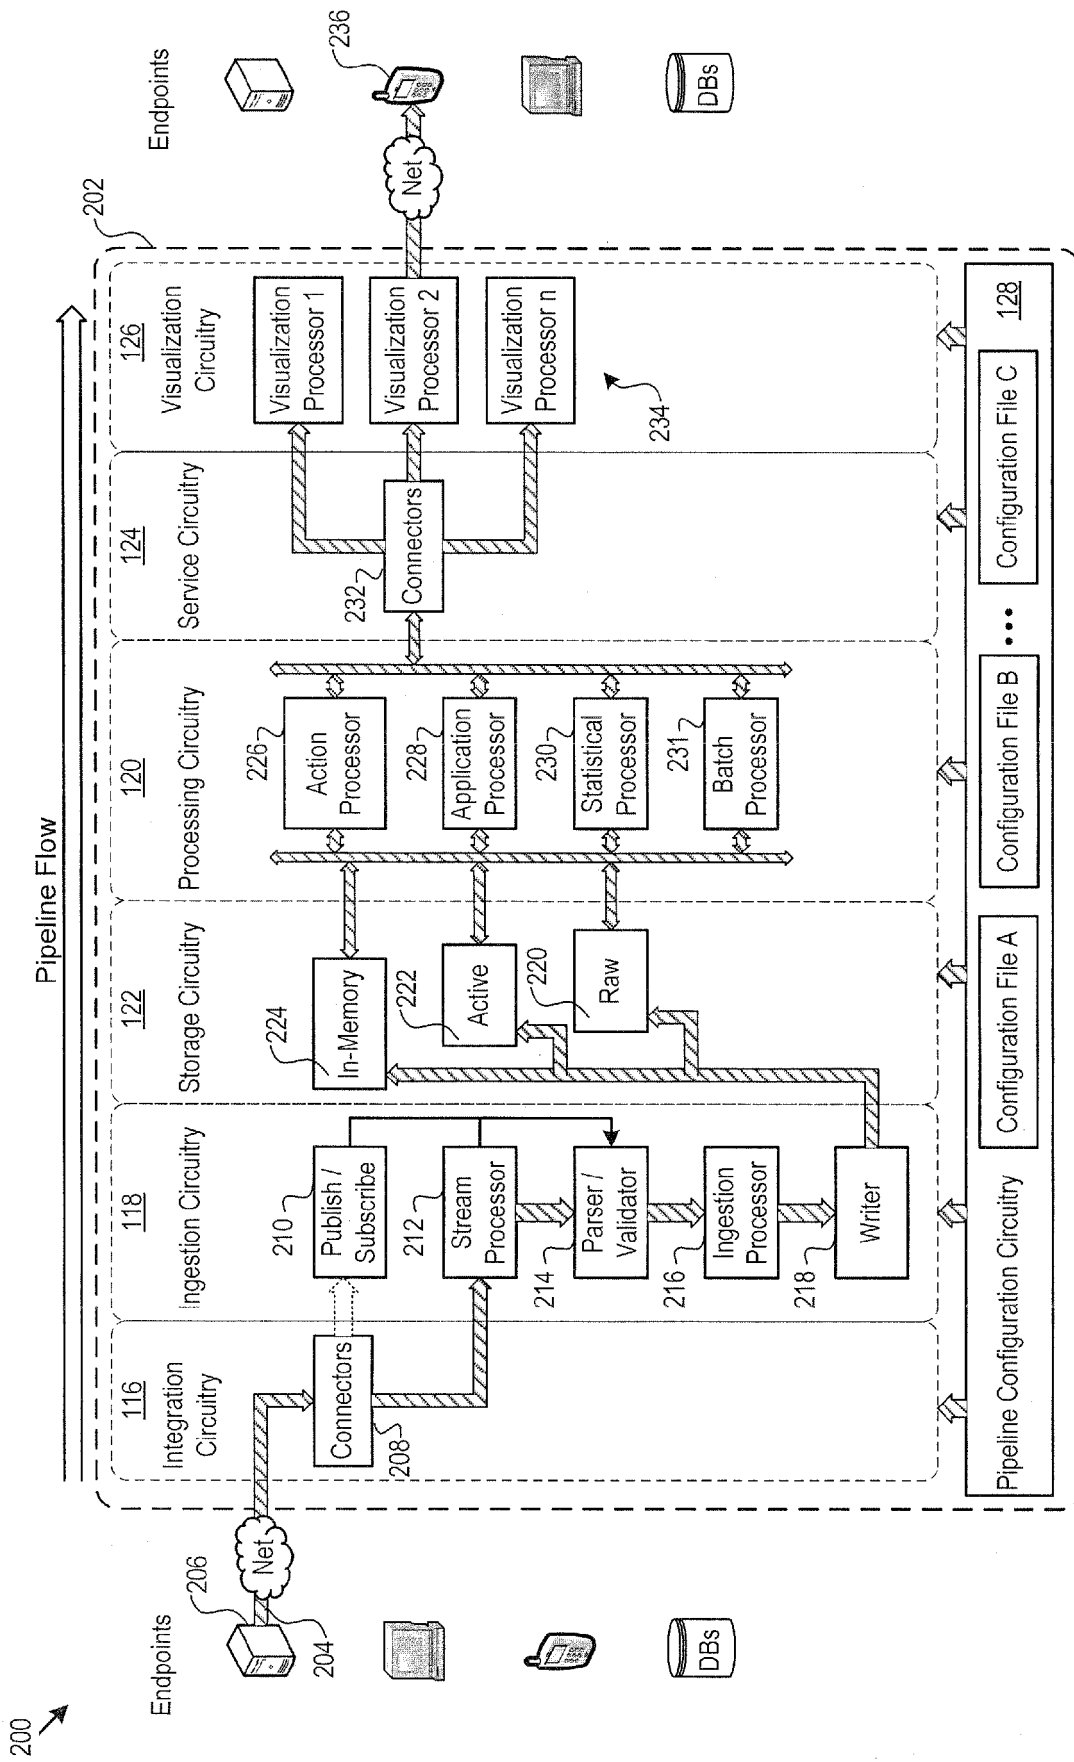 200
Pipeline Flow
202
Endpoints
206
204
Net
DBs
116
Integration
Circuitry
Connectors
208
118
Ingestion Circuitry
210
Publish /
Subscribe
212
Stream
Processor
214
Parser /
Validator
216
Ingestion
Processor
218
Writer
122
Storage Circuitry
224
In-Memory
222
Active
220
Raw
120
Processing Circuitry
226
Action
Processor
228
Application
Processor
230
Statistical
Processor
231
Batch
Processor
124
Service Circuitry
232
Connectors
126
Visualization
Circuitry
Visualization
Processor 1
Visualization
Processor 2
Visualization
Processor n
234
Net
Endpoints
236
DBs
Pipeline Configuration Circuitry
Configuration File A
Configuration File B
•••
Configuration File C
128